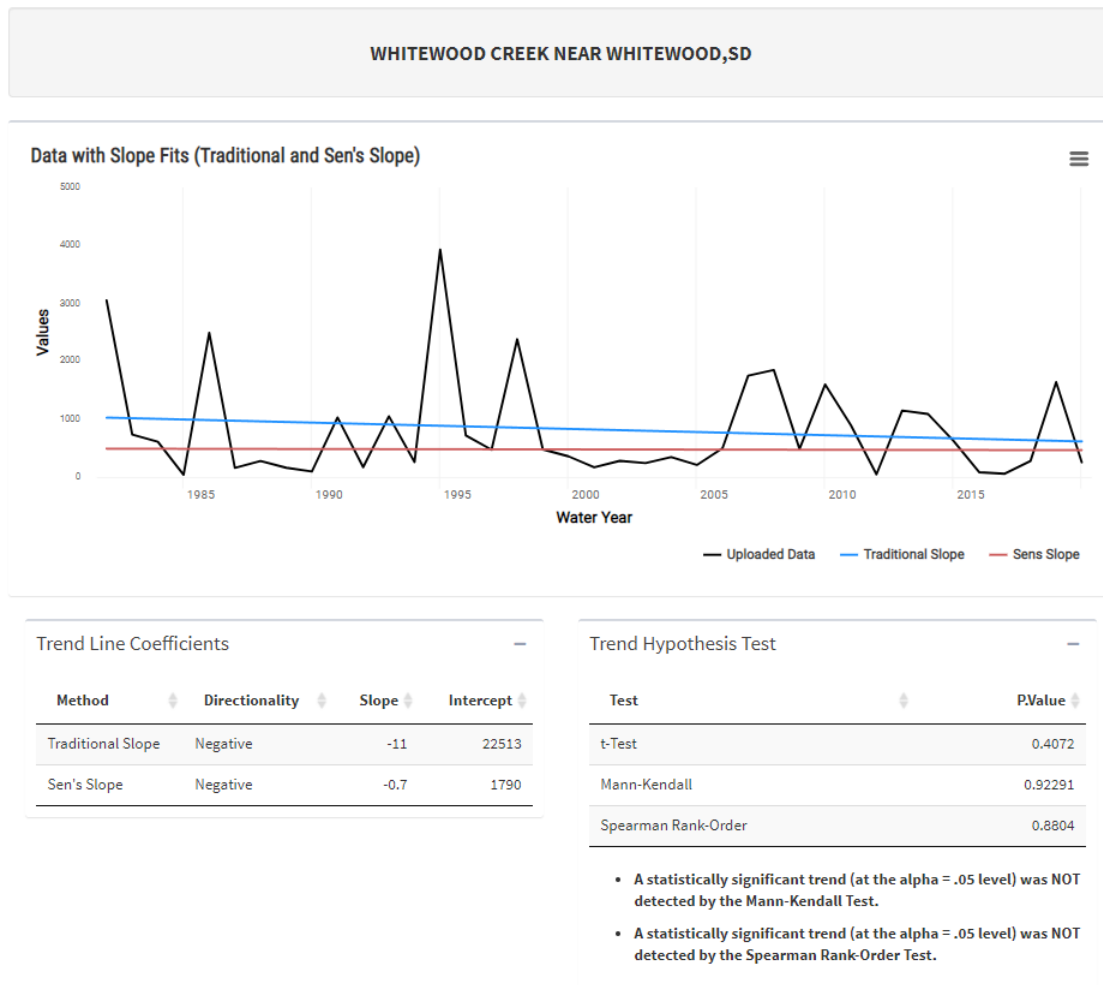 WHITEWOOD CREEK NEAR WHITEWOOD,SD
Data with Slope Fits (Traditional and Sen's Slope)
5000
4000
3000
2000
1000
0
Values
1985 1990 1995 2000 2005 2010 2015
Water Year
Uploaded Data Traditional Slope Sens Slope
Trend Line Coefficients
Method Directionality Slope Intercept
Traditional Slope Negative -11 22513
Sen's Slope Negative -0.7 1790
Trend Hypothesis Test
Test P.Value
t-Test 0.4072
Mann-Kendall 0.92291
Spearman Rank-Order 0.8804
• A statistically significant trend (at the alpha = .05 level) was NOT
detected by the Mann-Kendall Test.
• A statistically significant trend (at the alpha = .05 level) was NOT
detected by the Spearman Rank-Order Test.